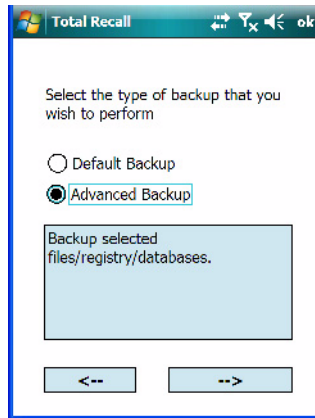 Total Recall ok
Select the type of backup that you
wish to perform
Default Backup
Advanced Backup
Backup selected
files/registry/databases.
<-- -->